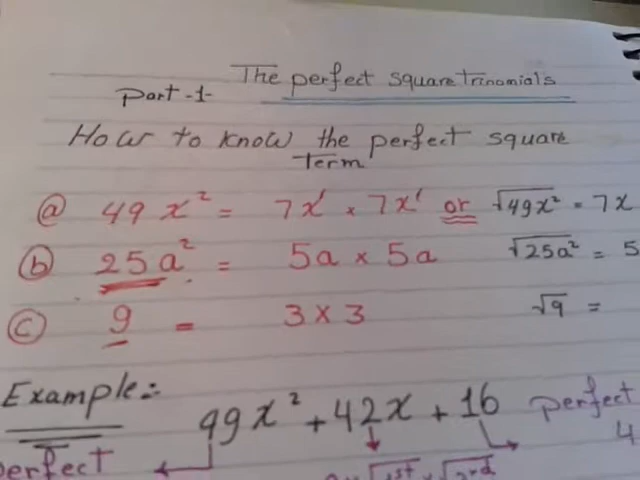 The perfect square trinomials
Part -1-
How to know the perfect square
Term
(a) 49x² = 7x¹ × 7x¹ or √49x² = 7x
(b) 25a² = 5a × 5a √25a² = 5
(c) 9 = 3 × 3 √9 =
Example:-
99x² + 42x + 16 perfect
4
perfect